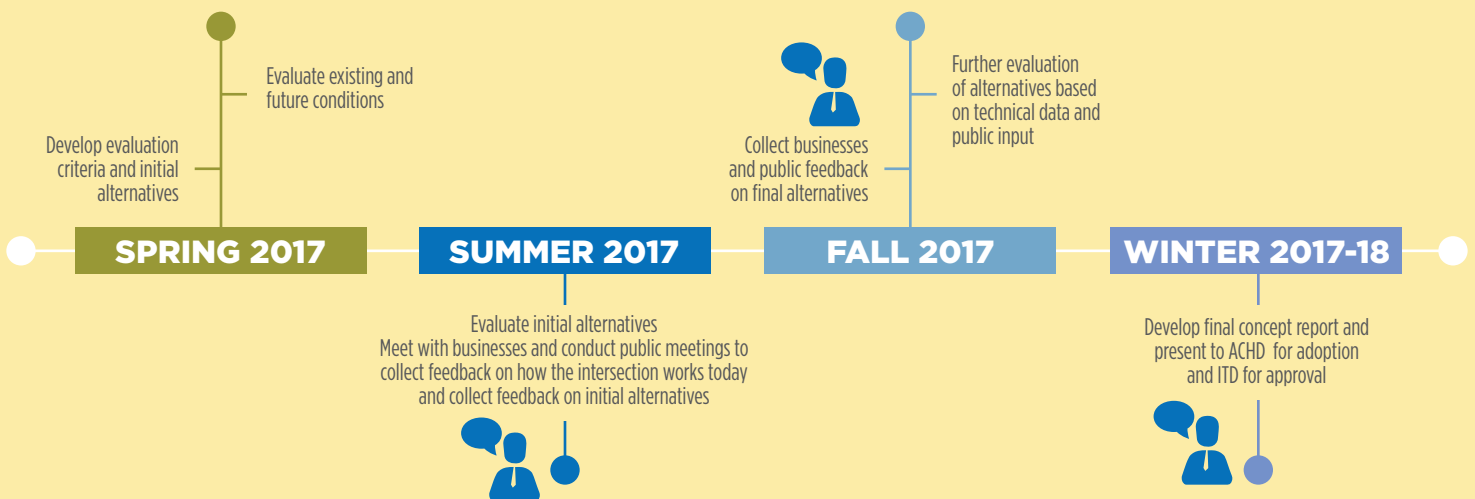 Evaluate existing and
future conditions
Develop evaluation
criteria and initial
alternatives
SPRING 2017
SUMMER 2017
Evaluate initial alternatives
Meet with businesses and conduct public meetings to
collect feedback on how the intersection works today
and collect feedback on initial alternatives
Further evaluation
of alternatives based
on technical data and
public input
Collect businesses
and public feedback
on final alternatives
FALL 2017
WINTER 2017-18
Develop final concept report and
present to ACHD for adoption
and ITD for approval